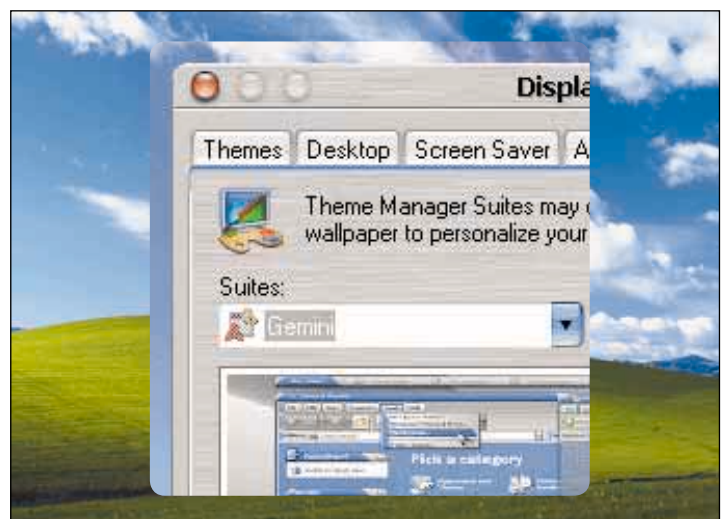 Displa
Themes Desktop Screen Saver A
Theme Manager Suites may
wallpaper to personalize your
Suites:
Gemini
Pick a category